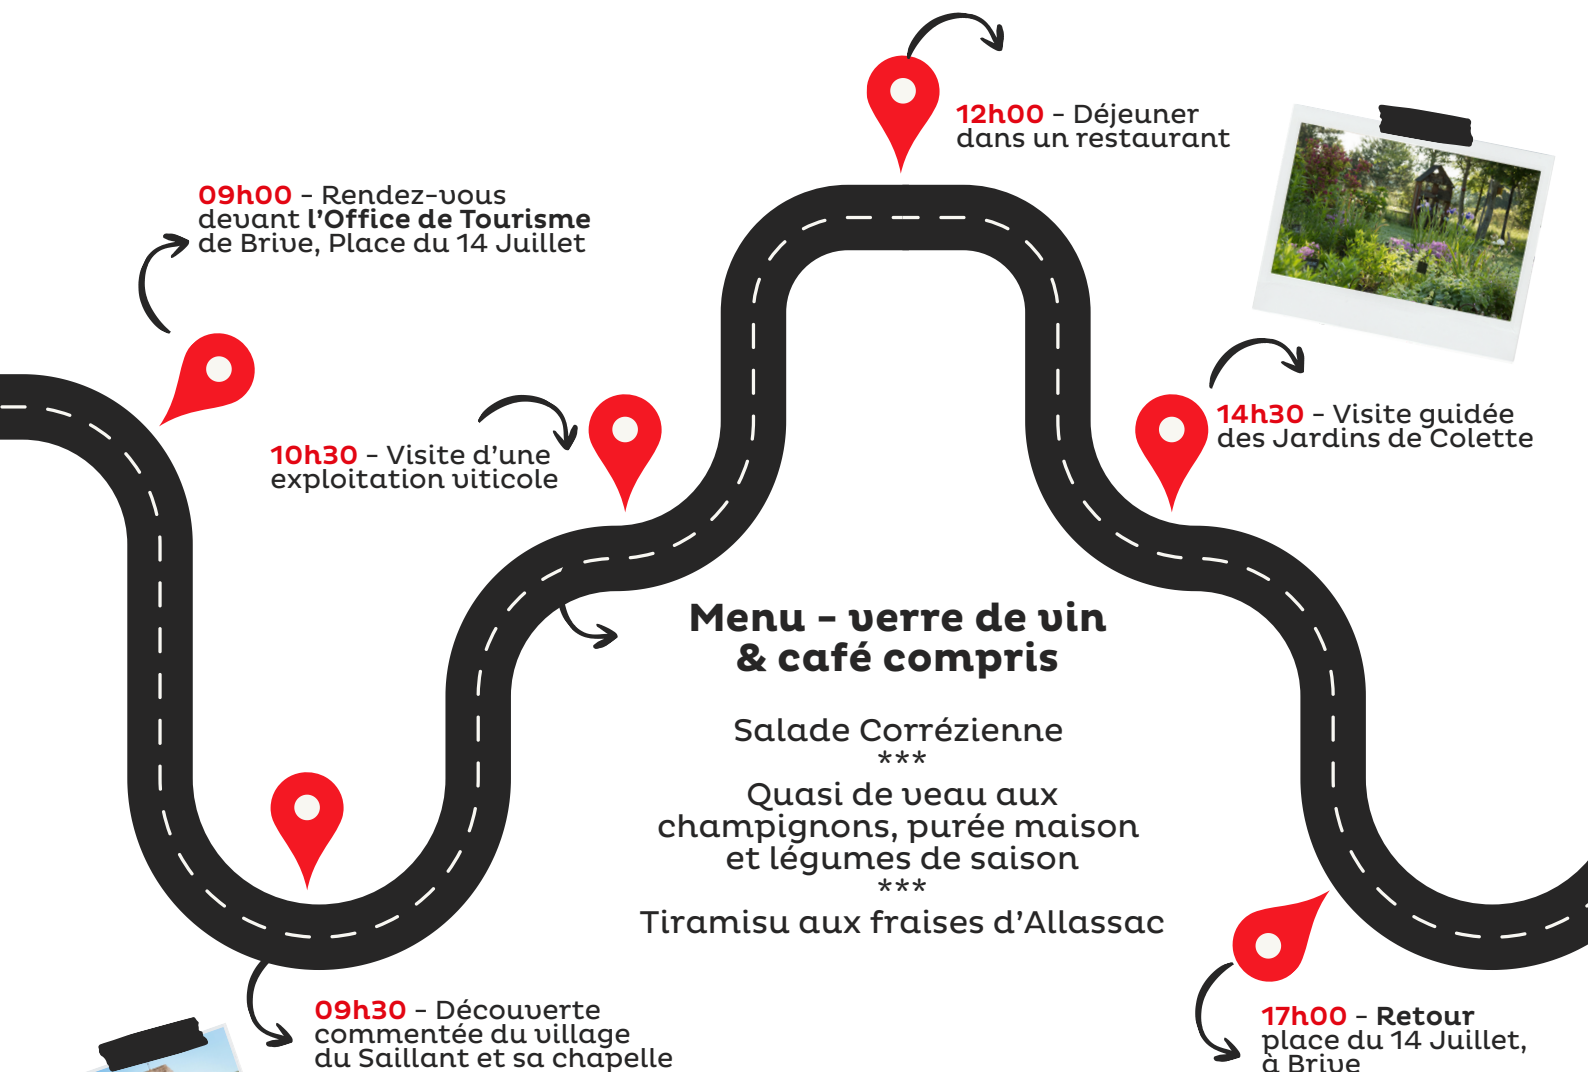 09h00 - Rendez-vous
devant l'Office de Tourisme
de Brive, Place du 14 Juillet
09h30 - Découverte
commentée du village
du Saillant et sa chapelle
10h30 - Visite d'une
exploitation viticole
12h00 - Déjeuner
dans un restaurant
Menu - verre de vin
& café compris
Salade Corrézienne
***
Quasi de veau aux
champignons, purée maison
et légumes de saison
***
Tiramisu aux fraises d'Allassac
14h30 - Visite guidée
des Jardins de Colette
17h00 - Retour
place du 14 Juillet,
à Brive